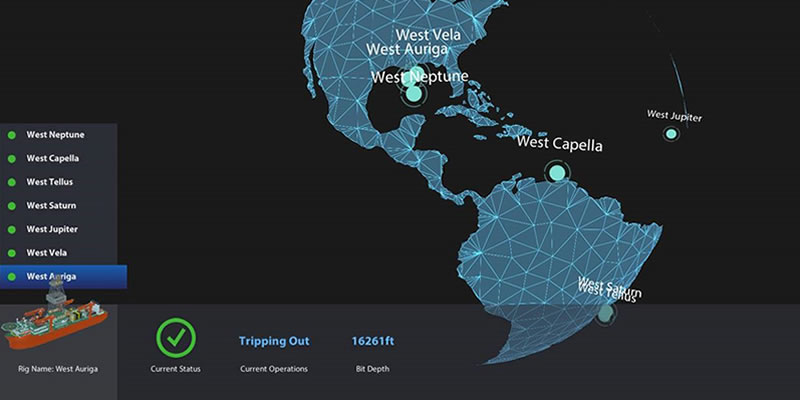 West Vela
West Auriga
West Neptune
West Jupiter
West Capella
West Saturn
West Tellus
West Neptune
West Capella
West Tellus
West Saturn
West Jupiter
West Vela
West Auriga
Tripping Out
16261ft
Rig Name: West Auriga
Current Status
Current Operations
Bit Depth